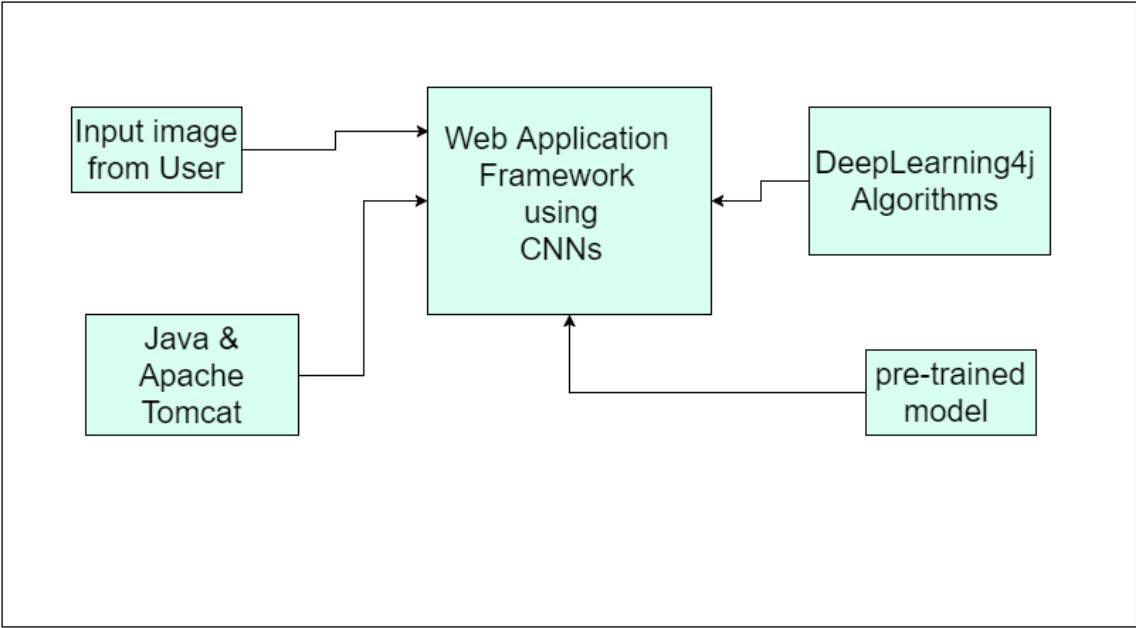 Input image
from User
Web Application
Framework
using
CNNs
DeepLearning4j
Algorithms
Java &
Apache
Tomcat
pre-trained
model